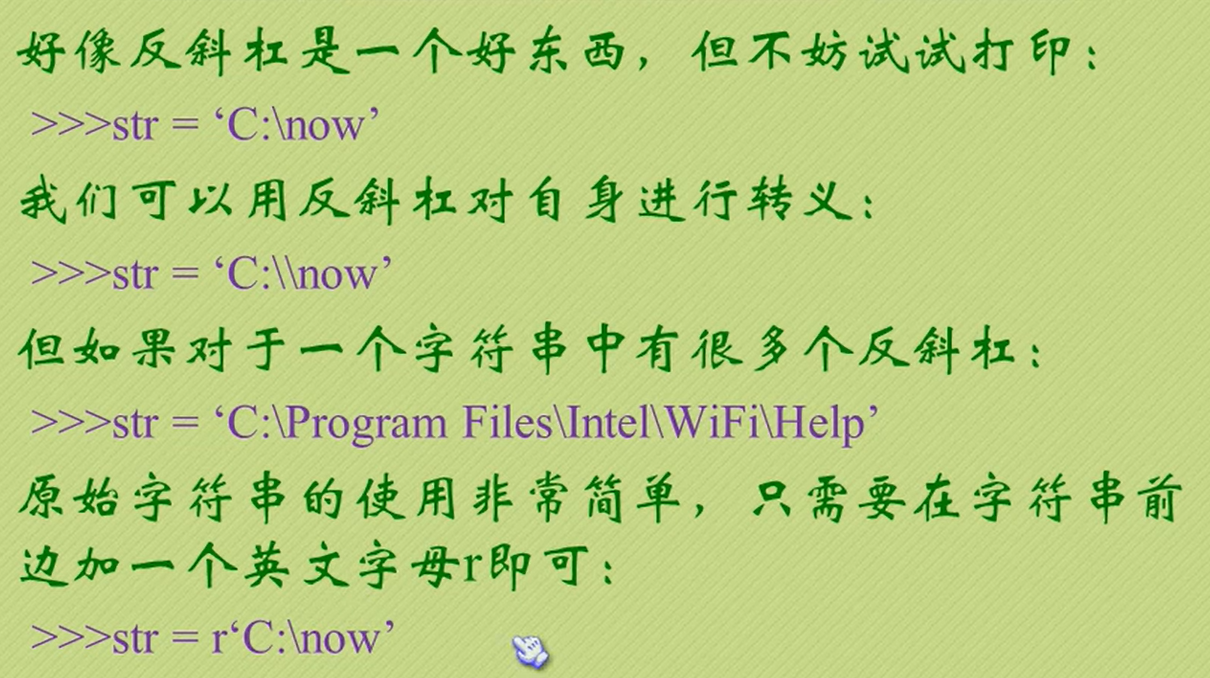 好像反斜杠是一个好东西，但不妨试试打印：
>>>str = ‘C:\now’
我们可以用反斜杠对自身进行转义：
>>>str = ‘C:\\now’
但如果对于一个字符串中有很多个反斜杠：
>>>str = ‘C:\Program Files\Intel\WiFi\Help’
原始字符串的使用非常简单，只需要在字符串前
边加一个英文字母r即可：
>>>str = r‘C:\now’